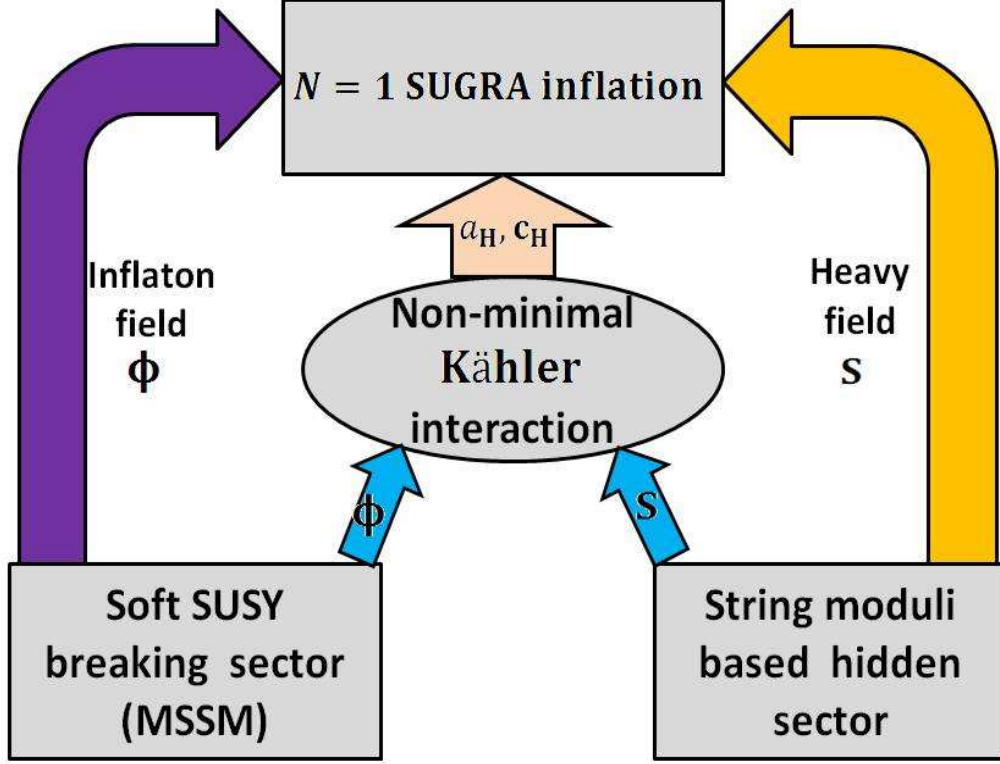 N = 1 SUGRA inflation
a_H, c_H
Inflaton
field
ϕ
Heavy
field
S
Non-minimal
Kähler
interaction
ϕ
S
Soft SUSY
breaking sector
(MSSM)
String moduli
based hidden
sector